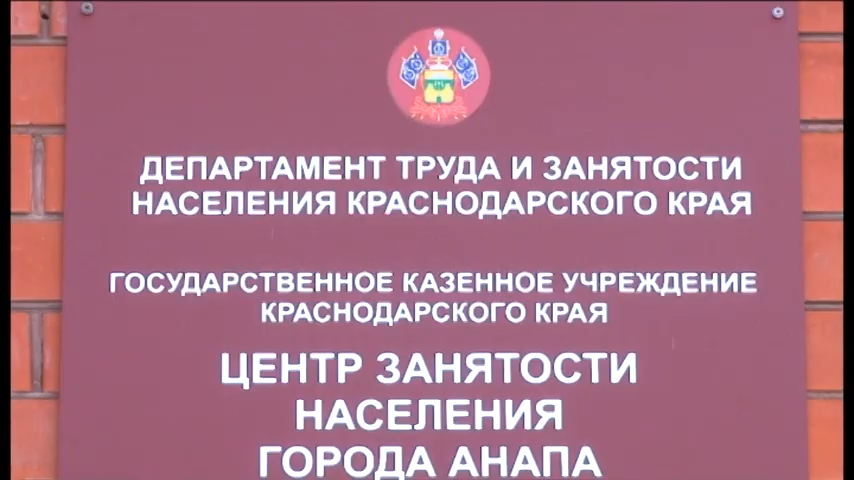 ДЕПАРТАМЕНТ ТРУДА И ЗАНЯТОСТИ
НАСЕЛЕНИЯ КРАСНОДАРСКОГО КРАЯ
ГОСУДАРСТВЕННОЕ КАЗЕННОЕ УЧРЕЖДЕНИЕ
КРАСНОДАРСКОГО КРАЯ
ЦЕНТР ЗАНЯТОСТИ
НАСЕЛЕНИЯ
ГОРОДА АНАПА